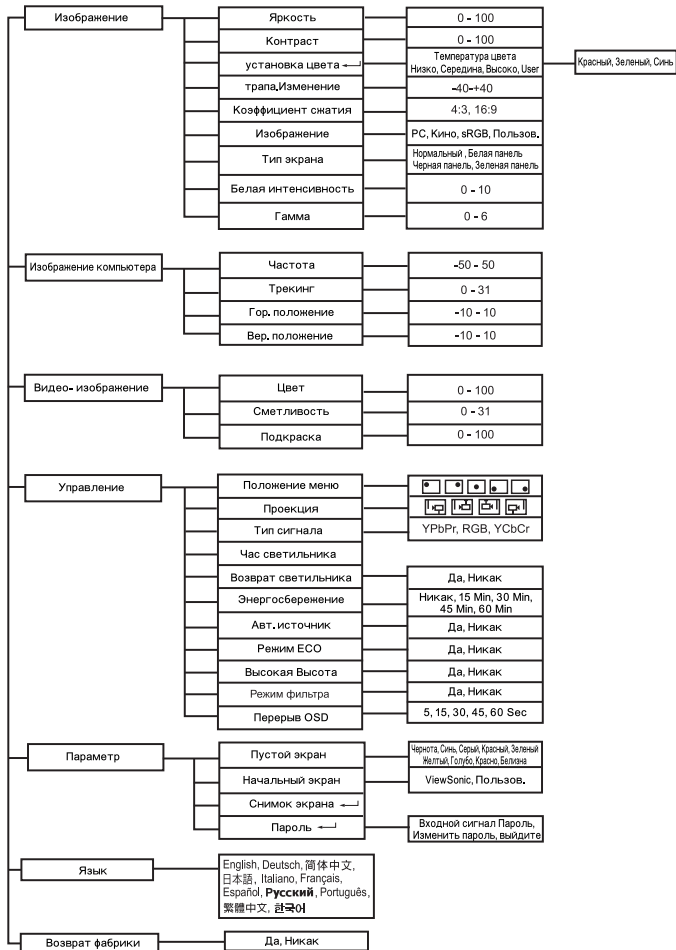 Изображение
Яркость
0 - 100
Контраст
0 - 100
установка цвета
Температура цвета
Низко, Середина, Высоко, User
Красный, Зеленый, Синь
трапа.Изменение
-40-+40
Коэффициент сжатия
4:3, 16:9
Изображение
PC, Кино, sRGB, Пользов.
Тип экрана
Нормальный , Белая панель
Черная панель, Зеленая панель
Белая интенсивность
0 - 10
Гамма
0 - 6
Изображение компьютера
Частота
-50 - 50
Трекинг
0 - 31
Гор. положение
-10 - 10
Вер. положение
-10 - 10
Видео- изображение
Цвет
0 - 100
Сметливость
0 - 31
Подкраска
0 - 100
Управление
Положение меню
Проекция
Тип сигнала
YPbPr, RGB, YCbCr
Час светильника
Возврат светильника
Да, Никак
Энергосбережение
Никак, 15 Min, 30 Min,
45 Min, 60 Min
Авт. источник
Да, Никак
Режим ECO
Да, Никак
Высокая Высота
Да, Никак
Режим фильтра
Да, Никак
Перерыв OSD
5, 15, 30, 45, 60 Sec
Параметр
Пустой экран
Чернота, Синь, Серый, Красный, Зеленый
Желтый, Голубо, Красно, Белизна
Начальный экран
ViewSonic, Пользов.
Снимок экрана
Пароль
Входной сигнал Пароль,
Изменить пароль, выйдите
Язык
English, Deutsch, 简体中文,
日本語, Italiano, Français,
Español, Русский, Português,
繁體中文, 한국어
Возврат фабрики
Да, Никак